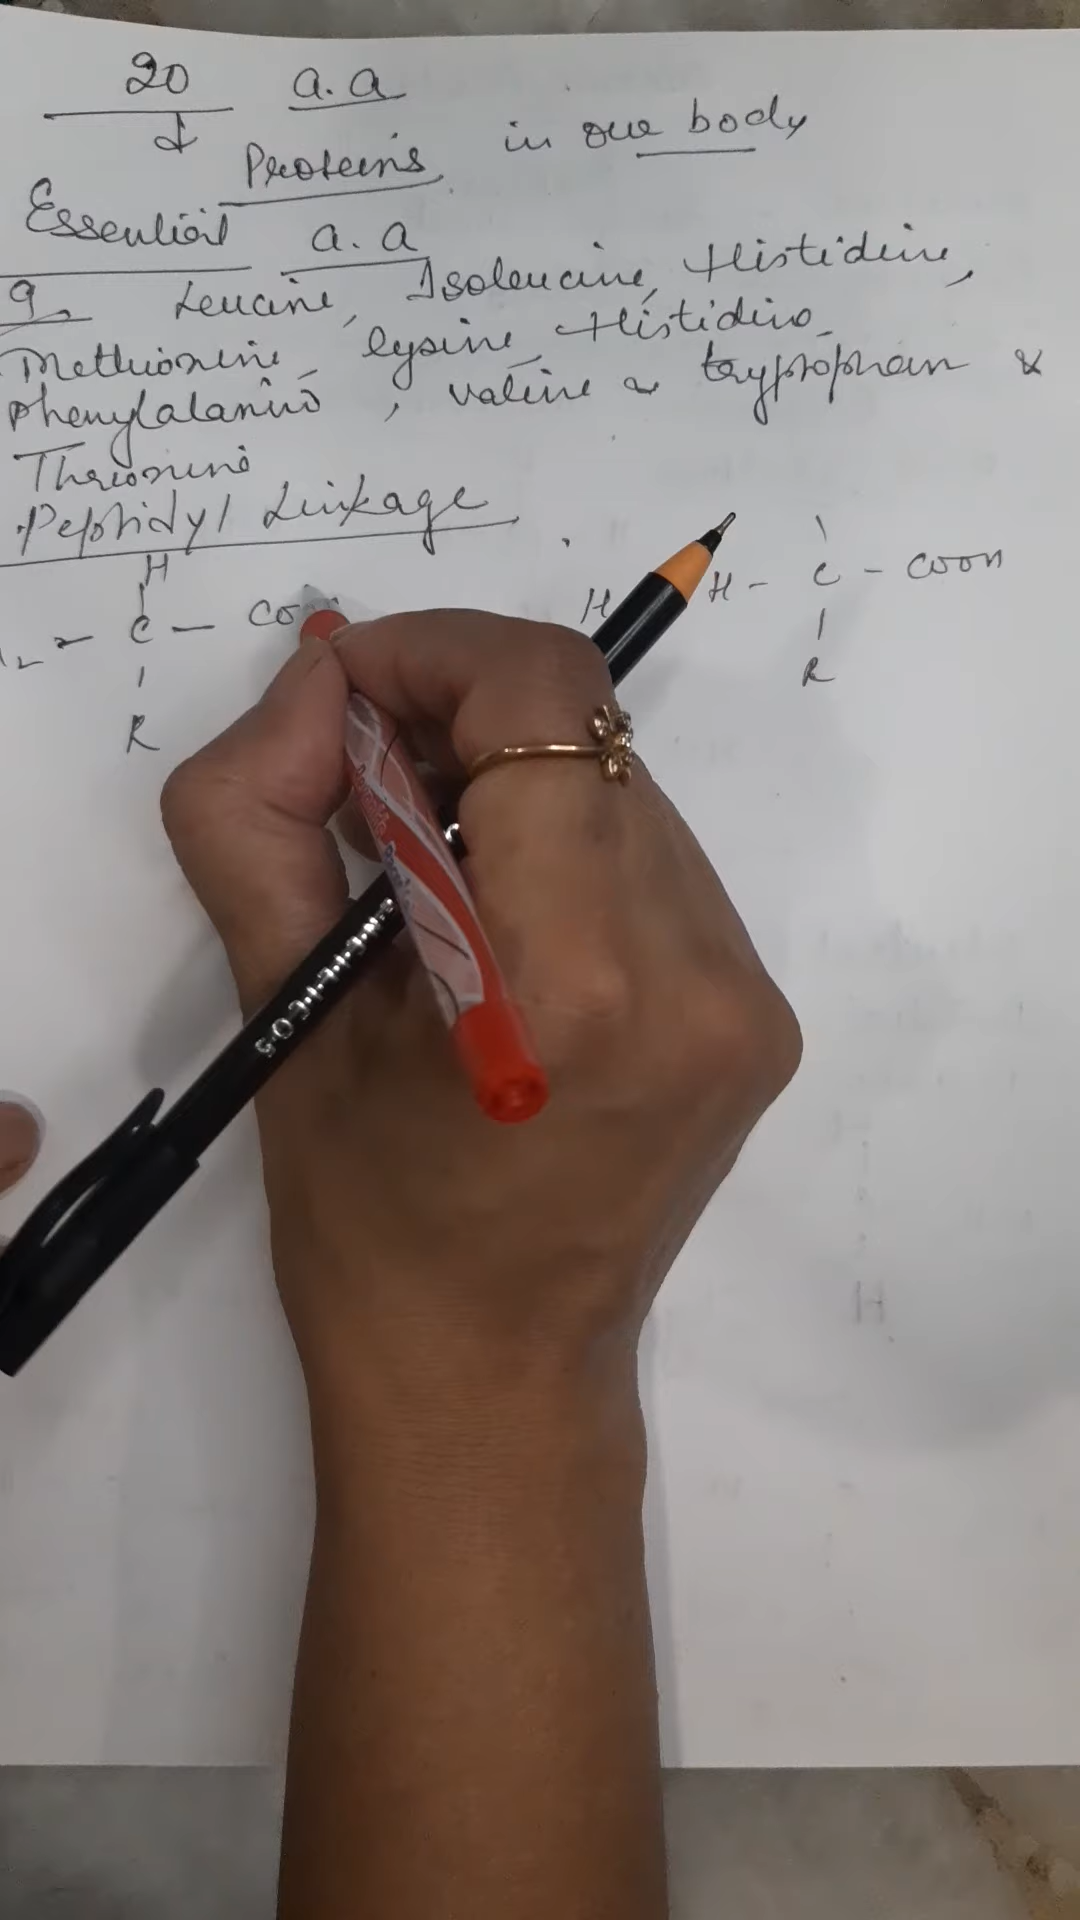 20 a.a
Proteins in our body
Essential a.a
9. Leucine, Isoleucine, Histidine,
Methionine, lysine, Histidine
Phenylalanine, valine & tryptophan &
Threonine
Peptidyl Linkage
H
2 - C - CO
R
H H - C - COOH
R